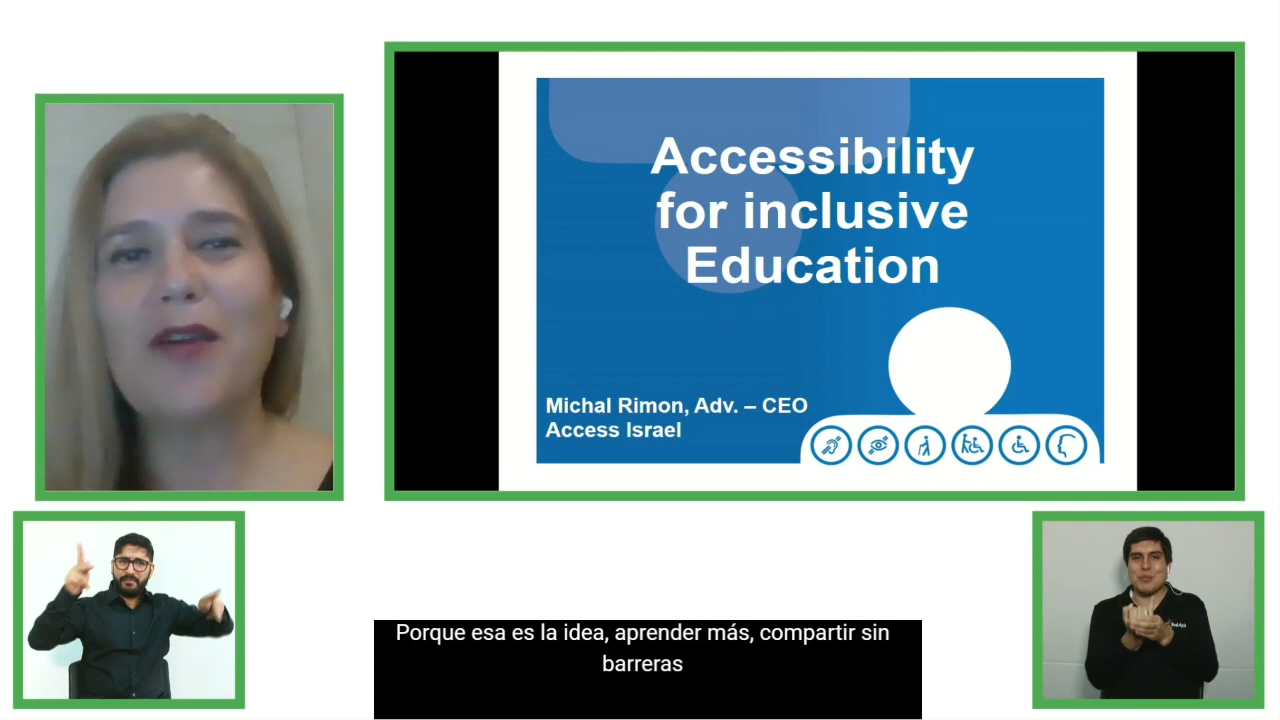 Accessibility
for inclusive
Education
Michal Rimon, Adv. – CEO
Access Israel
Porque esa es la idea, aprender más, compartir sin
barreras